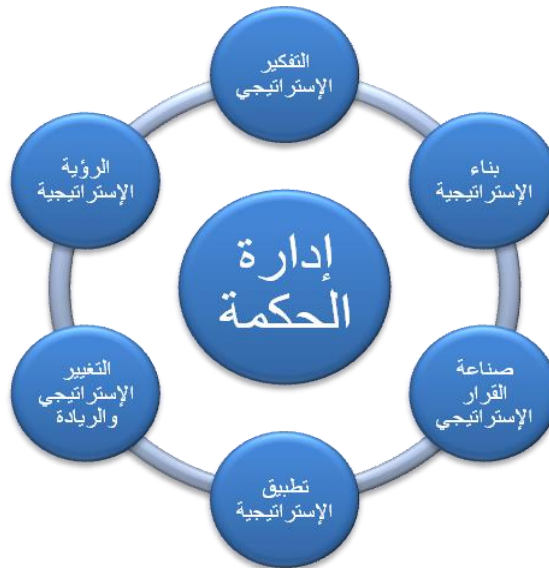 التفكير
الإستراتيجي
بناء
الإستراتيجية
صناعة
القرار
الإستراتيجي
تطبيق
الإستراتيجية
التغيير
الإستراتيجي
والريادة
الرؤية
الإستراتيجية
إدارة
الحكمة